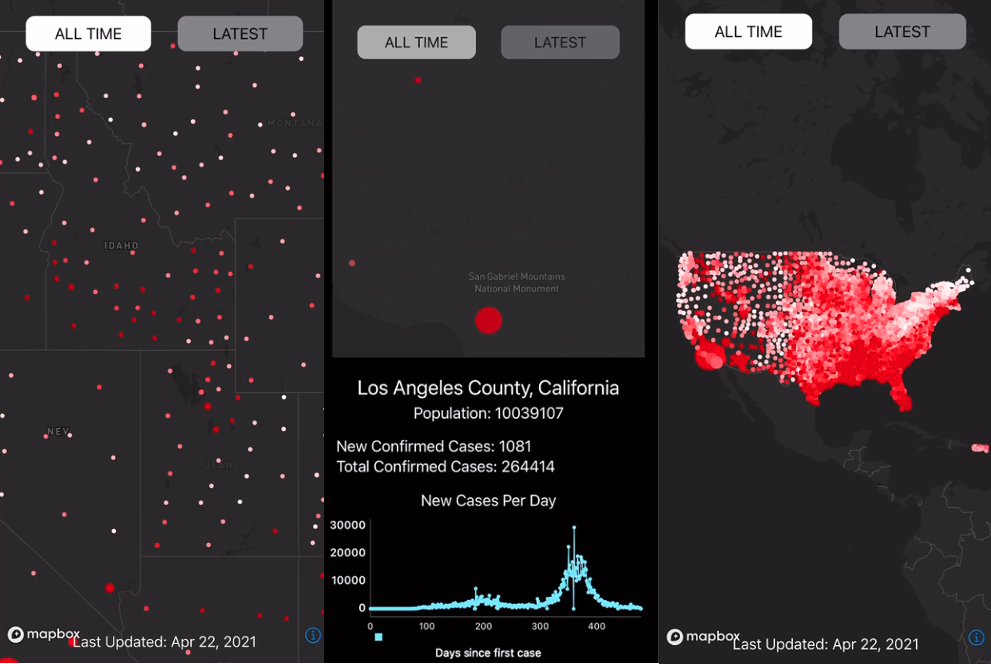 ALL TIME
LATEST
MONTANA
IDAHO
NEV
UTAH
mapbox
Last Updated: Apr 22, 2021
ALL TIME
LATEST
San Gabriel Mountains
National Monument
Los Angeles County, California
Population: 10039107
New Confirmed Cases: 1081
Total Confirmed Cases: 264414
New Cases Per Day
30000
20000
10000
0
0 100 200 300 400
Days since first case
ALL TIME
LATEST
mapbox
Last Updated: Apr 22, 2021